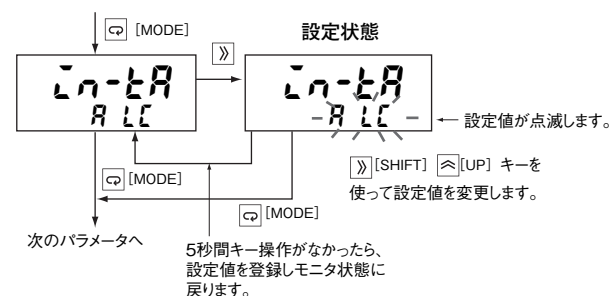 [MODE]
設定状態
in-tA
A LC
in-tA
A LC
設定値が点滅します。
[SHIFT] [UP] キーを
使って設定値を変更します。
[MODE]
[MODE]
次のパラメータへ
5秒間キー操作がなかったら、
設定値を登録しモニタ状態に
戻ります。